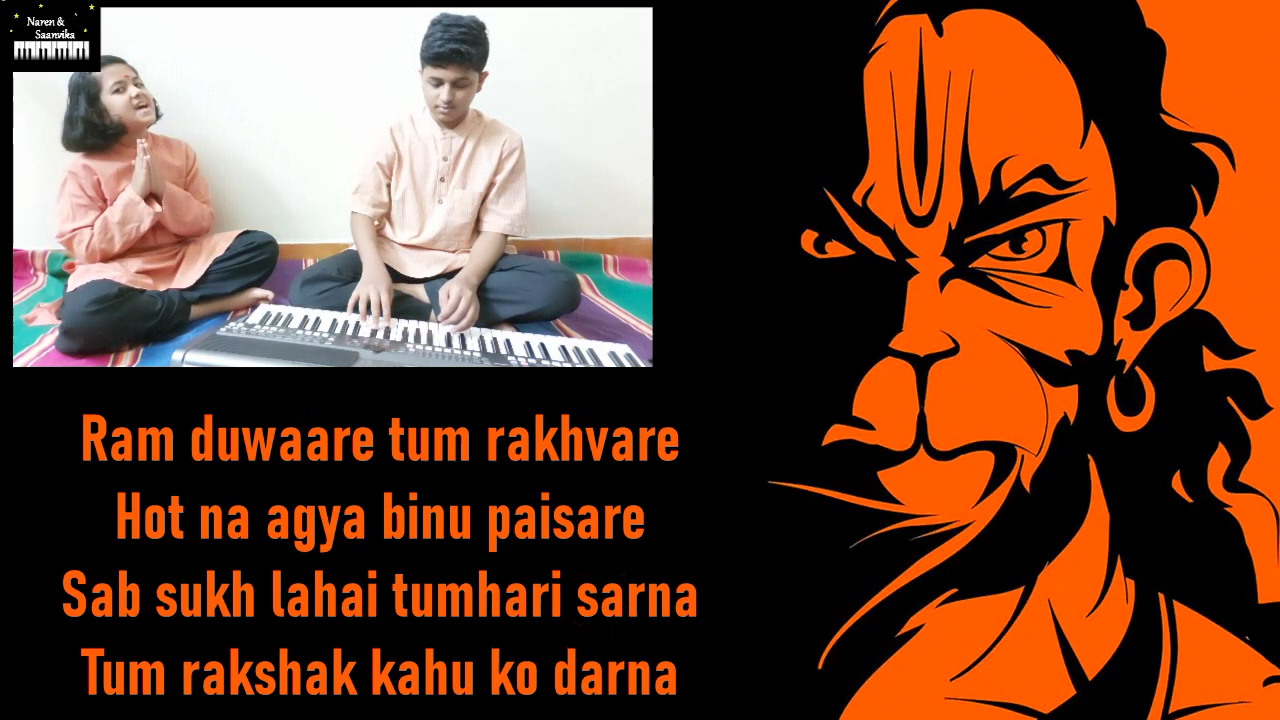 Naren &
Saanvika
Ram duwaare tum rakhvare
Hot na agya binu paisare
Sab sukh lahai tumhari sarna
Tum rakshak kahu ko darna